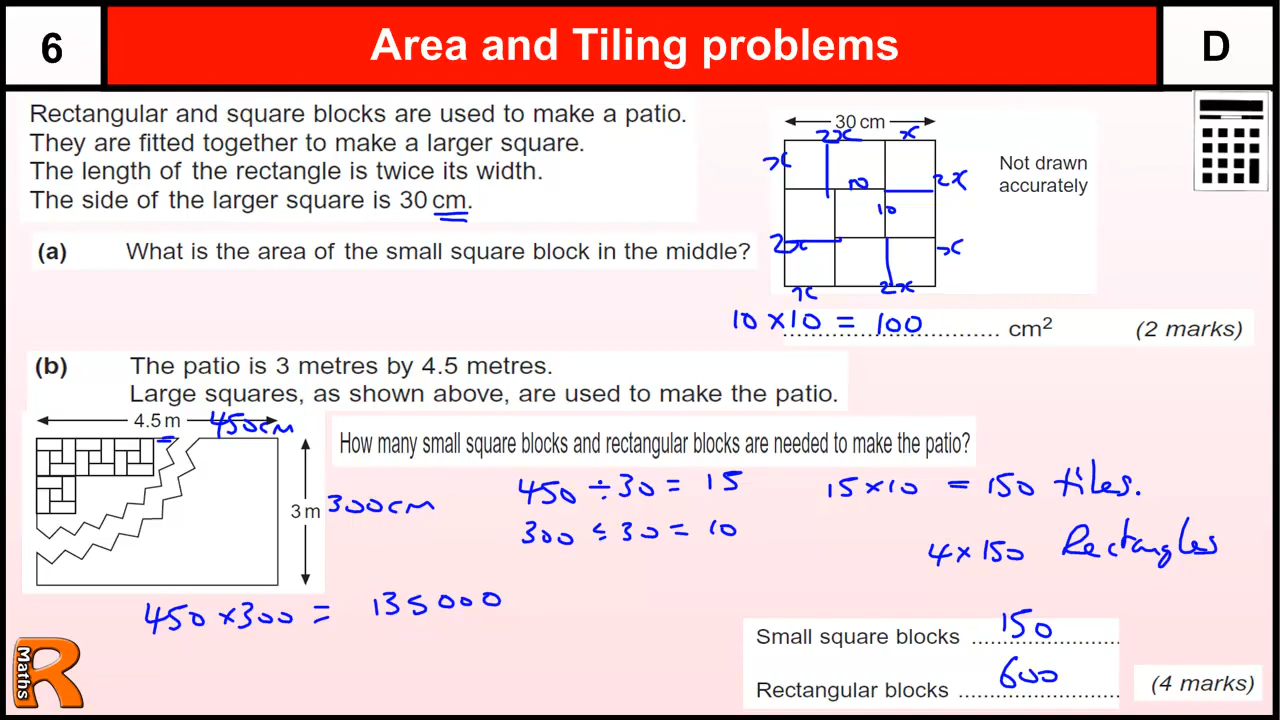 6
Area and Tiling problems
D
Rectangular and square blocks are used to make a patio.
They are fitted together to make a larger square.
The length of the rectangle is twice its width.
The side of the larger square is 30 cm.
30 cm
2x
x
x
10
2x
10
2x
x
x
2x
Not drawn
accurately
(a) What is the area of the small square block in the middle?
10 × 10 = 100 cm²
(2 marks)
(b) The patio is 3 metres by 4.5 metres.
Large squares, as shown above, are used to make the patio.
4.5 m
450cm
How many small square blocks and rectangular blocks are needed to make the patio?
450 ÷ 30 = 15
15 × 10 = 150 tiles.
3 m
300cm
300 ÷ 30 = 10
4 × 150 Rectangles
450 × 300 = 135000
Small square blocks 150
Rectangular blocks 600
(4 marks)
Maths
R